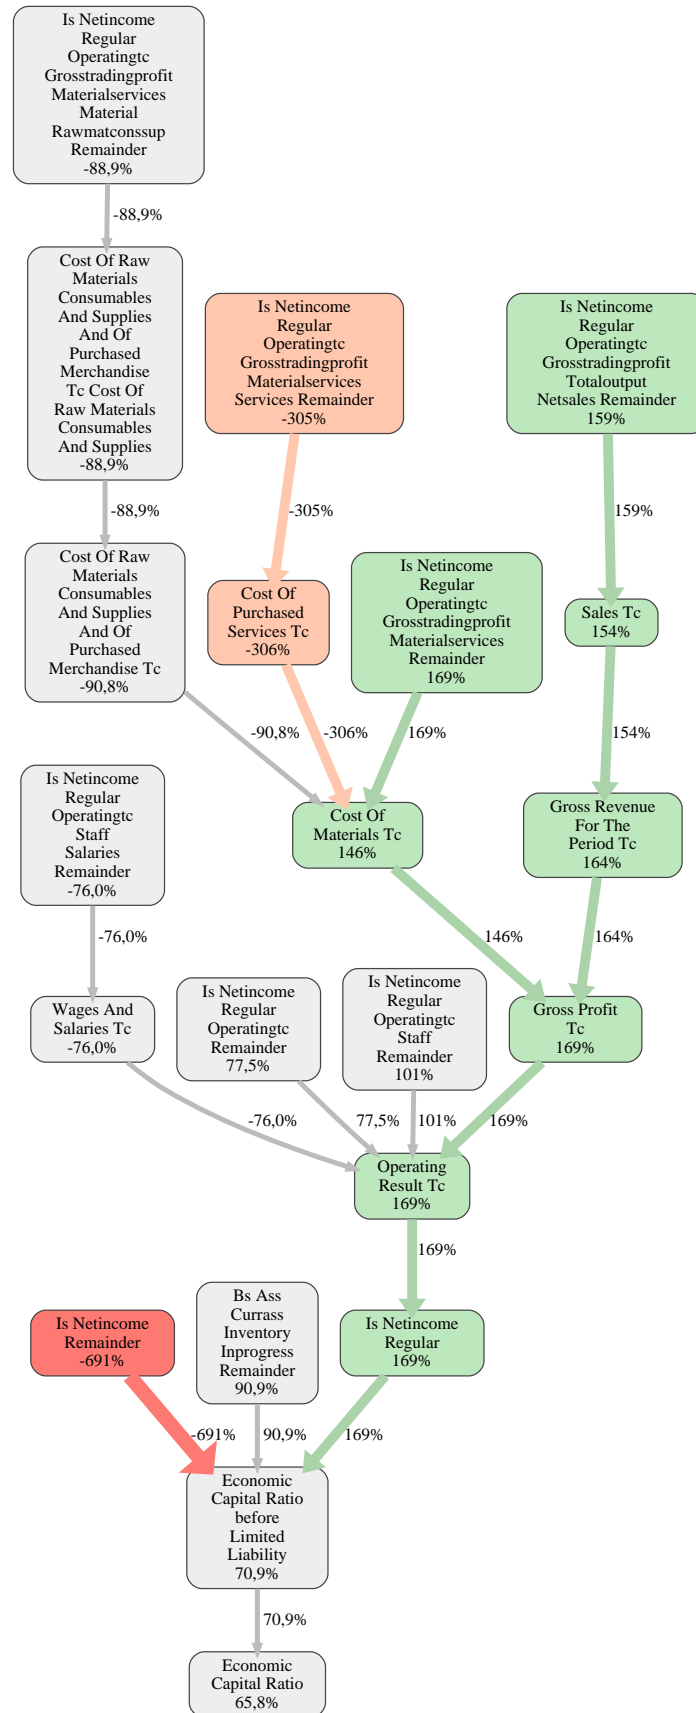 Is Netincome
Regular
Operatingtc
Grosstradingprofit
Materialservices
Material
Rawmatconssup
Remainder
-88,9%
-88,9%
Cost Of Raw
Materials
Consumables
And Supplies
And Of
Purchased
Merchandise
Tc Cost Of
Raw Materials
Consumables
And Supplies
-88,9%
Is Netincome
Regular
Operatingtc
Grosstradingprofit
Materialservices
Services Remainder
-305%
Is Netincome
Regular
Operatingtc
Grosstradingprofit
Totaloutput
Netsales Remainder
159%
-88,9%
-305%
159%
Cost Of Raw
Materials
Consumables
And Supplies
And Of
Purchased
Merchandise Tc
-90,8%
Cost Of
Purchased
Services Tc
-306%
Is Netincome
Regular
Operatingtc
Grosstradingprofit
Materialservices
Remainder
169%
Sales Tc
154%
-90,8%
-306%
169%
154%
Is Netincome
Regular
Operatingtc
Staff
Salaries
Remainder
-76,0%
Cost Of
Materials Tc
146%
Gross Revenue
For The
Period Tc
164%
-76,0%
146%
164%
Wages And
Salaries Tc
-76,0%
Is Netincome
Regular
Operatingtc
Remainder
77,5%
Is Netincome
Regular
Operatingtc
Staff
Remainder
101%
Gross Profit
Tc
169%
-76,0%
77,5%
101%
169%
Operating
Result Tc
169%
169%
Is Netincome
Remainder
-691%
Bs Ass
Currass
Inventory
Inprogress
Remainder
90,9%
Is Netincome
Regular
169%
-691%
90,9%
169%
Economic
Capital Ratio
before
Limited
Liability
70,9%
70,9%
Economic
Capital Ratio
65,8%